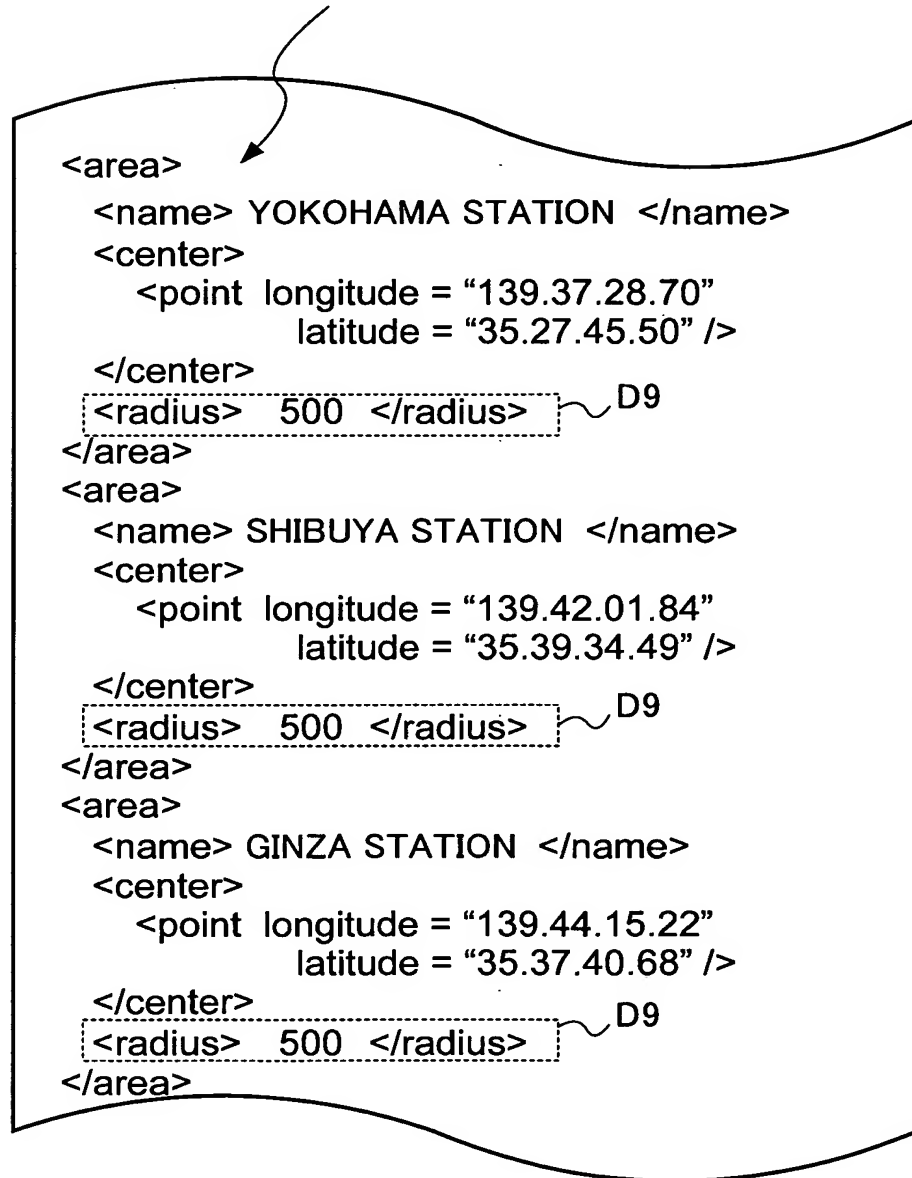 <area>
<name> YOKOHAMA STATION </name>
<center>
<point longitude = “139.37.28.70”
latitude = “35.27.45.50” />
</center>
<radius> 500 </radius> D9
</area>
<area>
<name> SHIBUYA STATION </name>
<center>
<point longitude = “139.42.01.84”
latitude = “35.39.34.49” />
</center>
<radius> 500 </radius> D9
</area>
<area>
<name> GINZA STATION </name>
<center>
<point longitude = “139.44.15.22”
latitude = “35.37.40.68” />
</center>
<radius> 500 </radius> D9
</area>